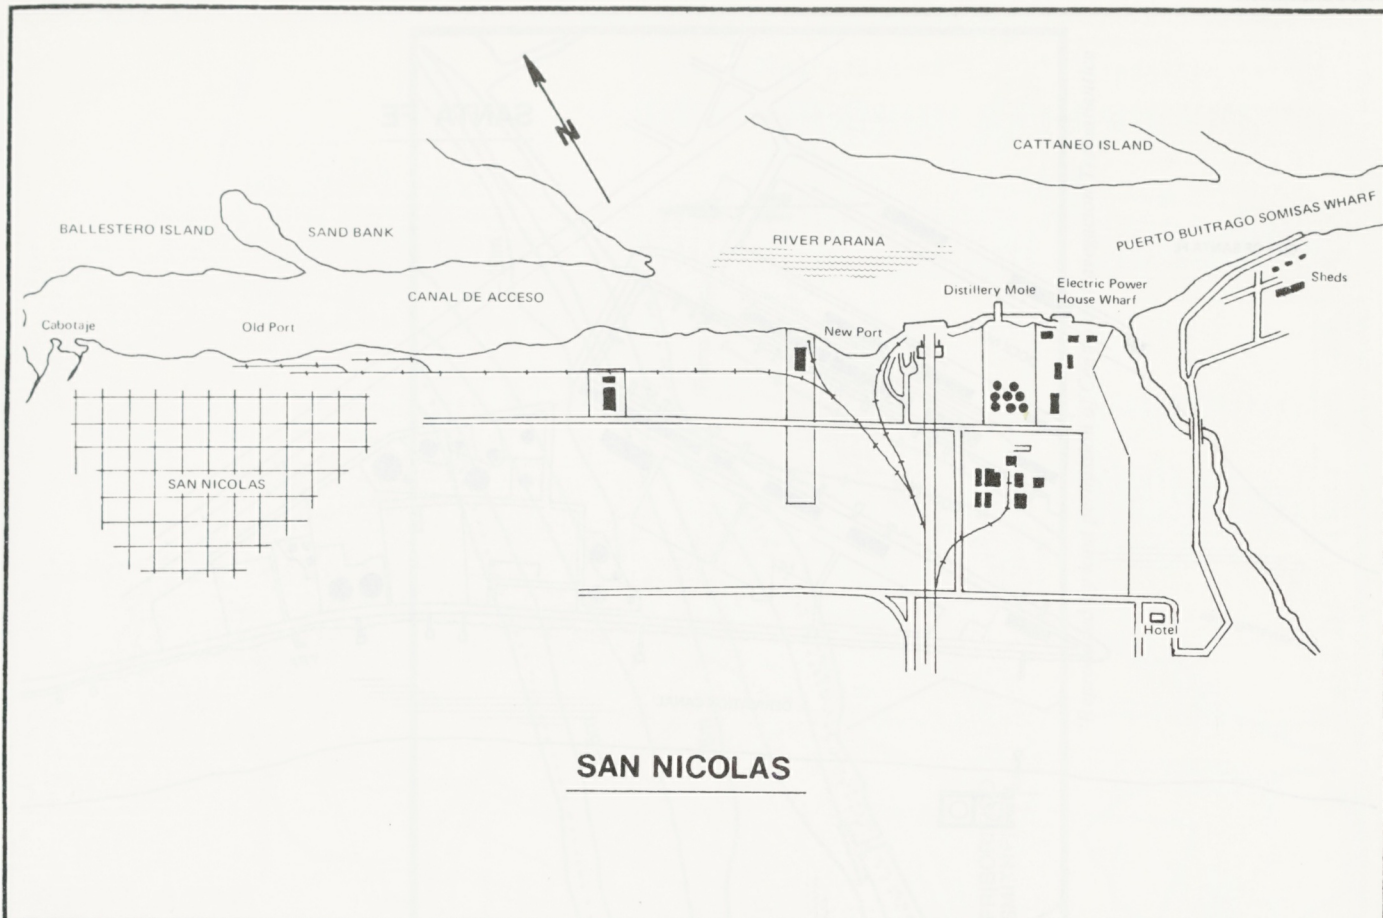 N
CATTANEO ISLAND
BALLESTERO ISLAND
SAND BANK
RIVER PARANA
PUERTO BUITRAGO SOMISAS WHARF
CANAL DE ACCESO
Distillery Mole
Electric Power
House Wharf
Sheds
Cabotaje
Old Port
New Port
SAN NICOLAS
Hotel
SAN NICOLAS